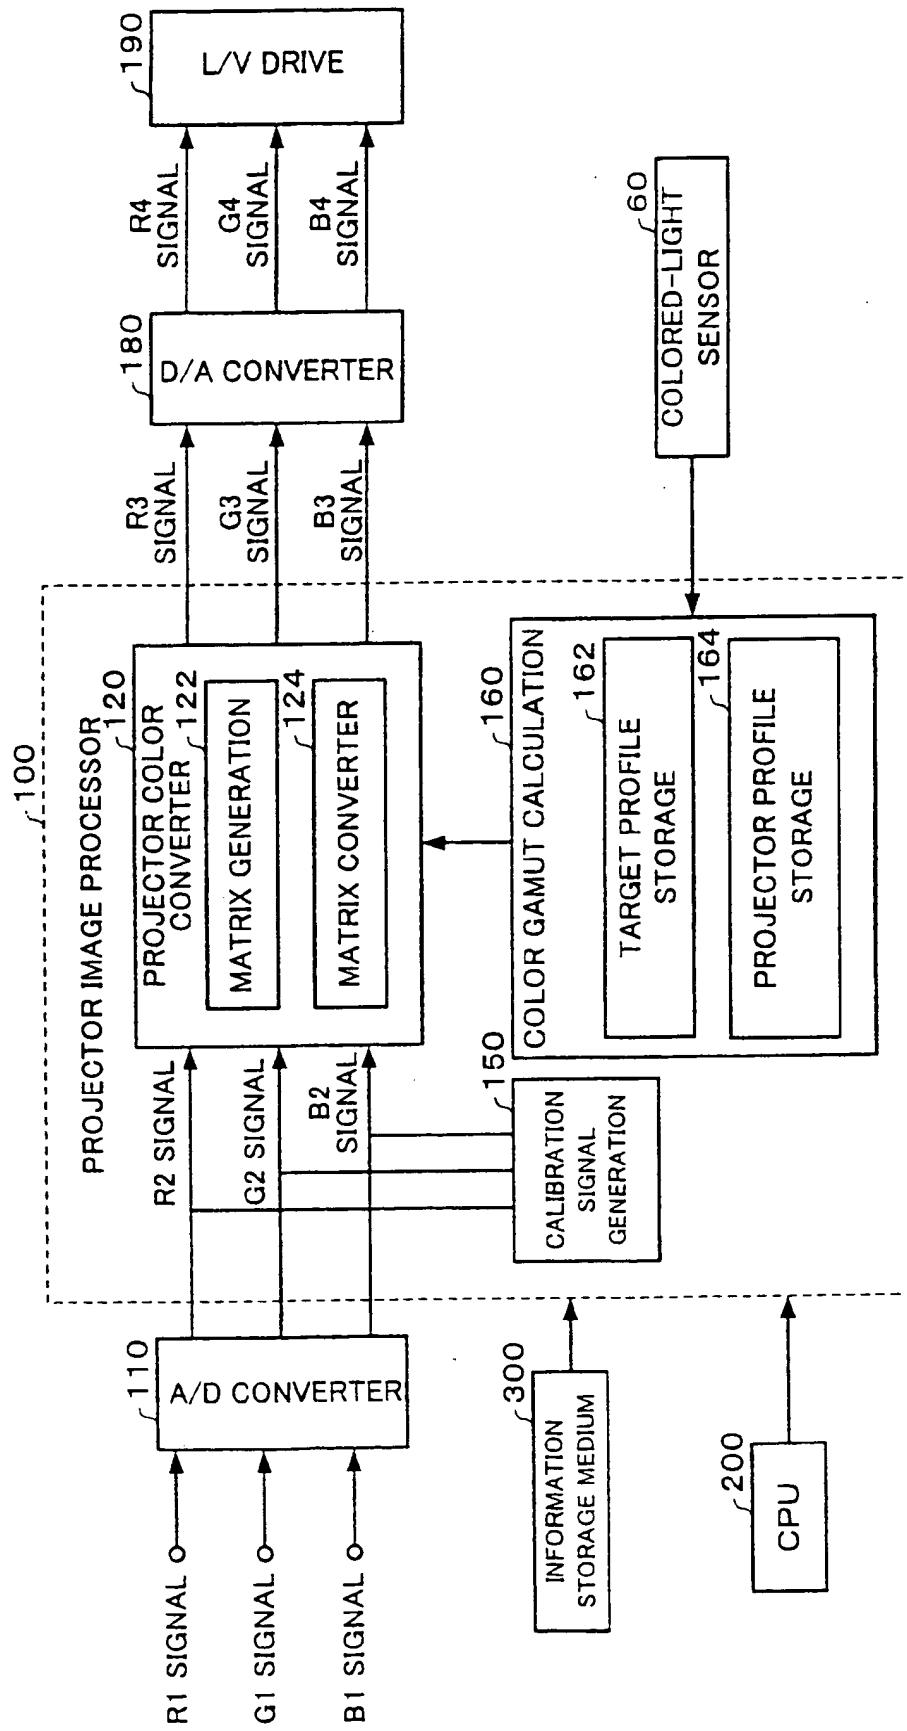 100
PROJECTOR IMAGE PROCESSOR
R1 SIGNAL
G1 SIGNAL
B1 SIGNAL
110
A/D CONVERTER
R2 SIGNAL
G2 SIGNAL
B2
SIGNAL
120
PROJECTOR COLOR
CONVERTER
122
MATRIX GENERATION
124
MATRIX CONVERTER
R3
SIGNAL
G3
SIGNAL
B3
SIGNAL
180
D/A CONVERTER
R4
SIGNAL
G4
SIGNAL
B4
SIGNAL
190
L/V DRIVE
150
CALIBRATION
SIGNAL
GENERATION
160
COLOR GAMUT CALCULATION
162
TARGET PROFILE
STORAGE
164
PROJECTOR PROFILE
STORAGE
60
COLORED-LIGHT
SENSOR
300
INFORMATION
STORAGE MEDIUM
200
CPU